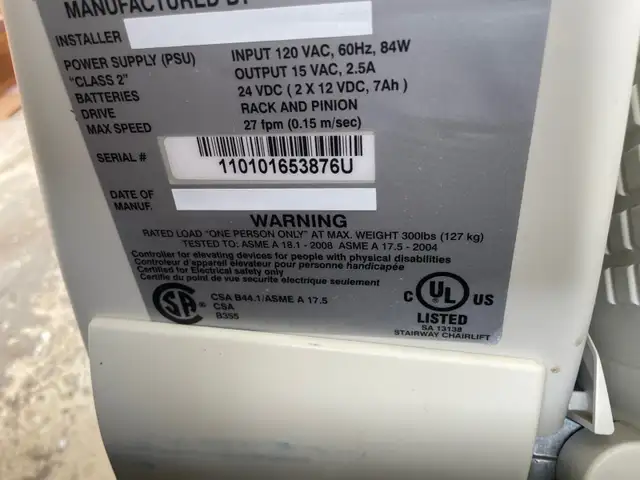 MANUFACTURED BY
INSTALLER
POWER SUPPLY (PSU) INPUT 120 VAC, 60Hz, 84W
"CLASS 2" OUTPUT 15 VAC, 2.5A
BATTERIES 24 VDC ( 2 X 12 VDC, 7Ah )
DRIVE RACK AND PINION
MAX SPEED 27 fpm (0.15 m/sec)
SERIAL # 110101653876U
DATE OF
MANUF.
WARNING
RATED LOAD "ONE PERSON ONLY" AT MAX. WEIGHT 300lbs (127 kg)
TESTED TO: ASME A 18.1 - 2008 ASME A 17.5 - 2004
Controller for elevating devices for people with physical disabilities
Controleur d'appareil elevateur pour personne handicapée
Certified for Electrical safety only
Certifie du point de vue securite electrique seulement
SA ® CSA B44.1/ASME A 17.5
CSA
B355
C UL US
LISTED
SA 13138
STAIRWAY CHAIRLIFT